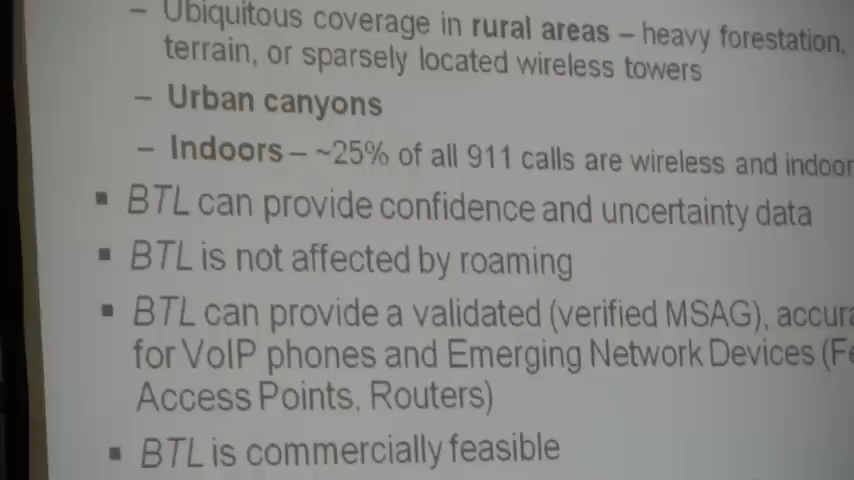 – Ubiquitous coverage in rural areas – heavy forestation,
terrain, or sparsely located wireless towers
– Urban canyons
– Indoors – ~25% of all 911 calls are wireless and indoor
▪ BTL can provide confidence and uncertainty data
▪ BTL is not affected by roaming
▪ BTL can provide a validated (verified MSAG), accura
for VoIP phones and Emerging Network Devices (Fe
Access Points, Routers)
▪ BTL is commercially feasible